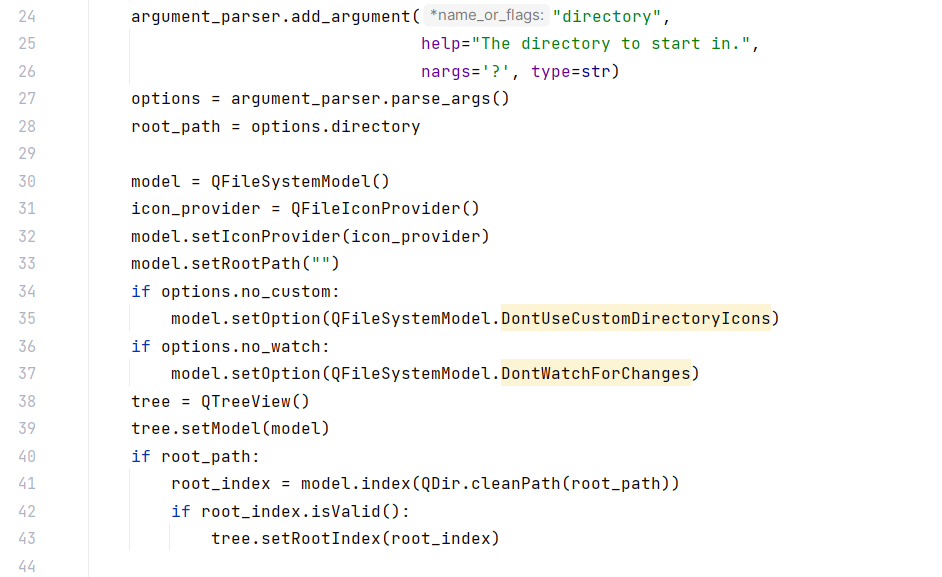 24 argument_parser.add_argument( *name_or_flags: "directory",
25 help="The directory to start in.",
26 nargs='?', type=str)
27 options = argument_parser.parse_args()
28 root_path = options.directory
29
30 model = QFileSystemModel()
31 icon_provider = QFileIconProvider()
32 model.setIconProvider(icon_provider)
33 model.setRootPath("")
34 if options.no_custom:
35 model.setOption(QFileSystemModel.DontUseCustomDirectoryIcons)
36 if options.no_watch:
37 model.setOption(QFileSystemModel.DontWatchForChanges)
38 tree = QTreeView()
39 tree.setModel(model)
40 if root_path:
41 root_index = model.index(QDir.cleanPath(root_path))
42 if root_index.isValid():
43 tree.setRootIndex(root_index)
44